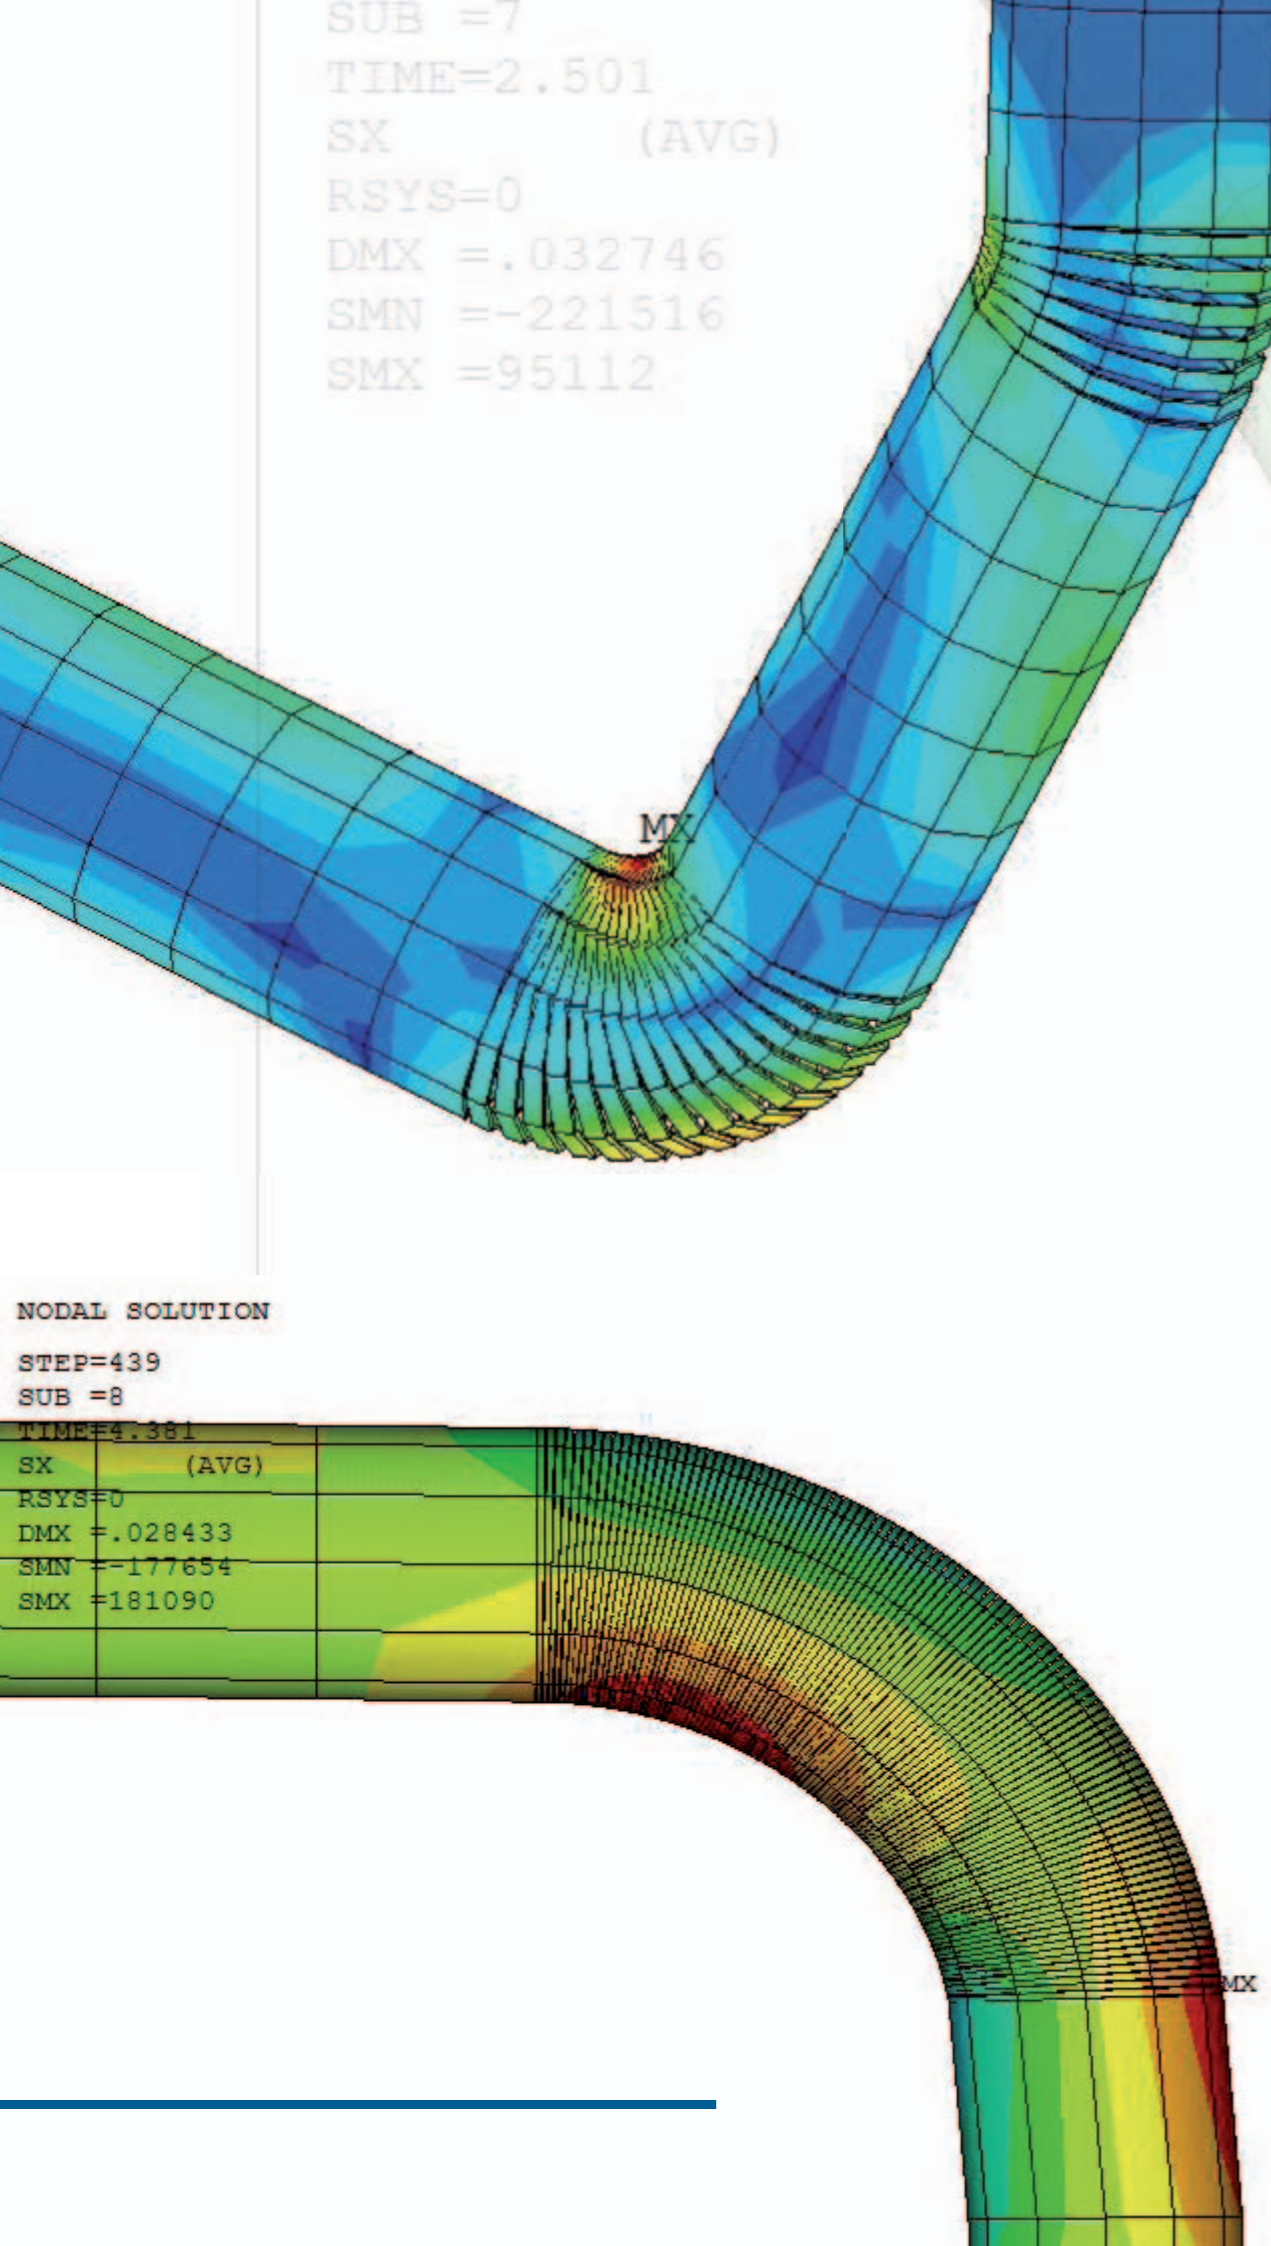 SUB =7
TIME=2.501
SX (AVG)
RSYS=0
DMX =.032746
SMN =-221516
SMX =95112
MX
NODAL SOLUTION
STEP=439
SUB =8
TIME=4.381
SX (AVG)
RSYS=0
DMX =.028433
SMN =-177654
SMX =181090
MX